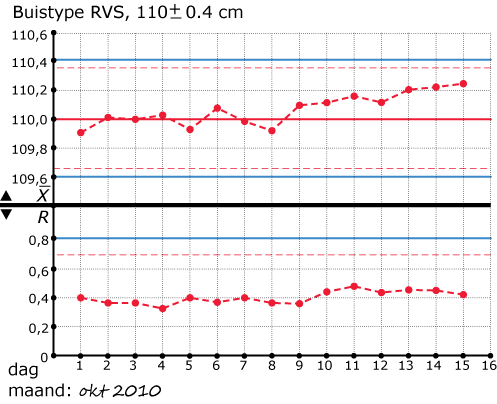 Buistype RVS, 110 ± 0.4 cm
110,6
110,4
110,2
110,0
109,8
109,6
X̅
R
0,8
0,6
0,4
0,2
0
1 2 3 4 5 6 7 8 9 10 11 12 13 14 15 16
dag
maand: okt 2010